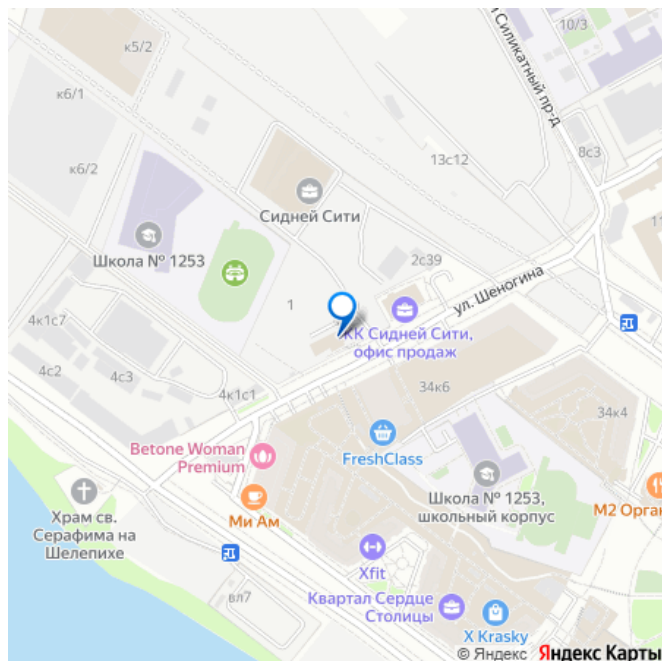 10/3
к5/2
й Силикатный пр-д
к6/1
13с12
8с3
к6/2
Сидней Сити
Школа № 1253
2с39
ул. Шеногина
1
КК Сидней Сити,
офис продаж
4к1с7
4с2
4с3
4к1с1
34к6
34к4
Betone Woman
Premium
FreshClass
Школа № 1253,
школьный корпус
М2 Орган
Ми Ам
Храм св.
Серафима на
Шелепихе
Xfit
вл7
Квартал Сердце
Столицы
X Krasky
© Яндекс Яндекс Карты